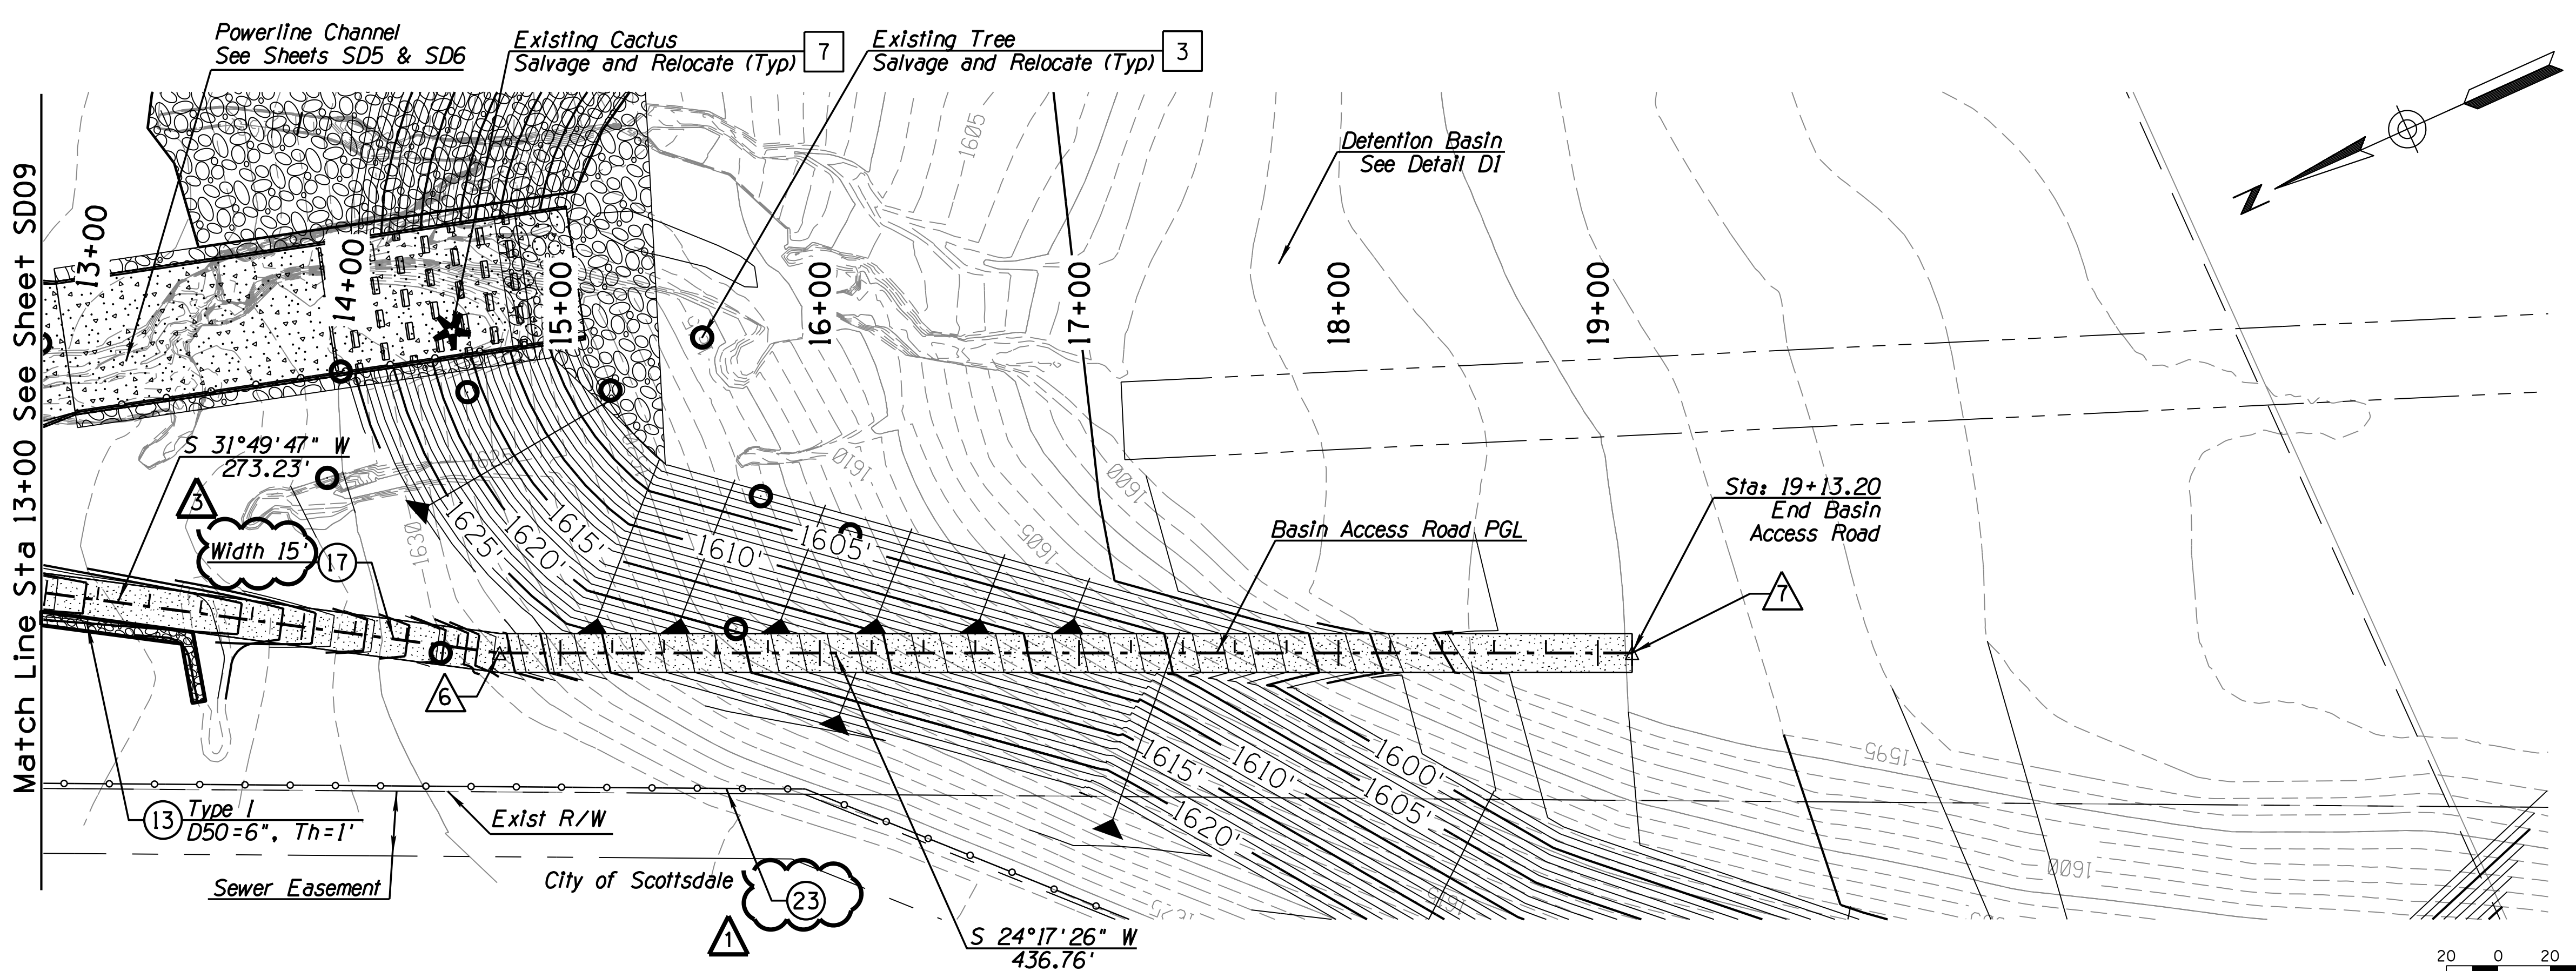 Powerline Channel
See Sheets SD5 & SD6
Existing Cactus
Salvage and Relocate (Typ)
7
Existing Tree
Salvage and Relocate (Typ)
3
Detention Basin
See Detail D1
N
1605
Match Line Sta 13+00 See Sheet SD09
13+00
14+00
15+00
16+00
17+00
18+00
19+00
S 31°49'47" W
273.23'
3
Width 15'
17
1630
1625'
1620'
1615'
1610'
1605'
1610
1600
1605
Basin Access Road PGL
Sta: 19+13.20
End Basin
Access Road
7
6
13
Type I
D50=6", Th=1'
Exist R/W
Sewer Easement
City of Scottsdale
23
1
S 24°17'26" W
436.76'
1615'
1610'
1600'
1605'
1620'
1595
1600
20 0 20